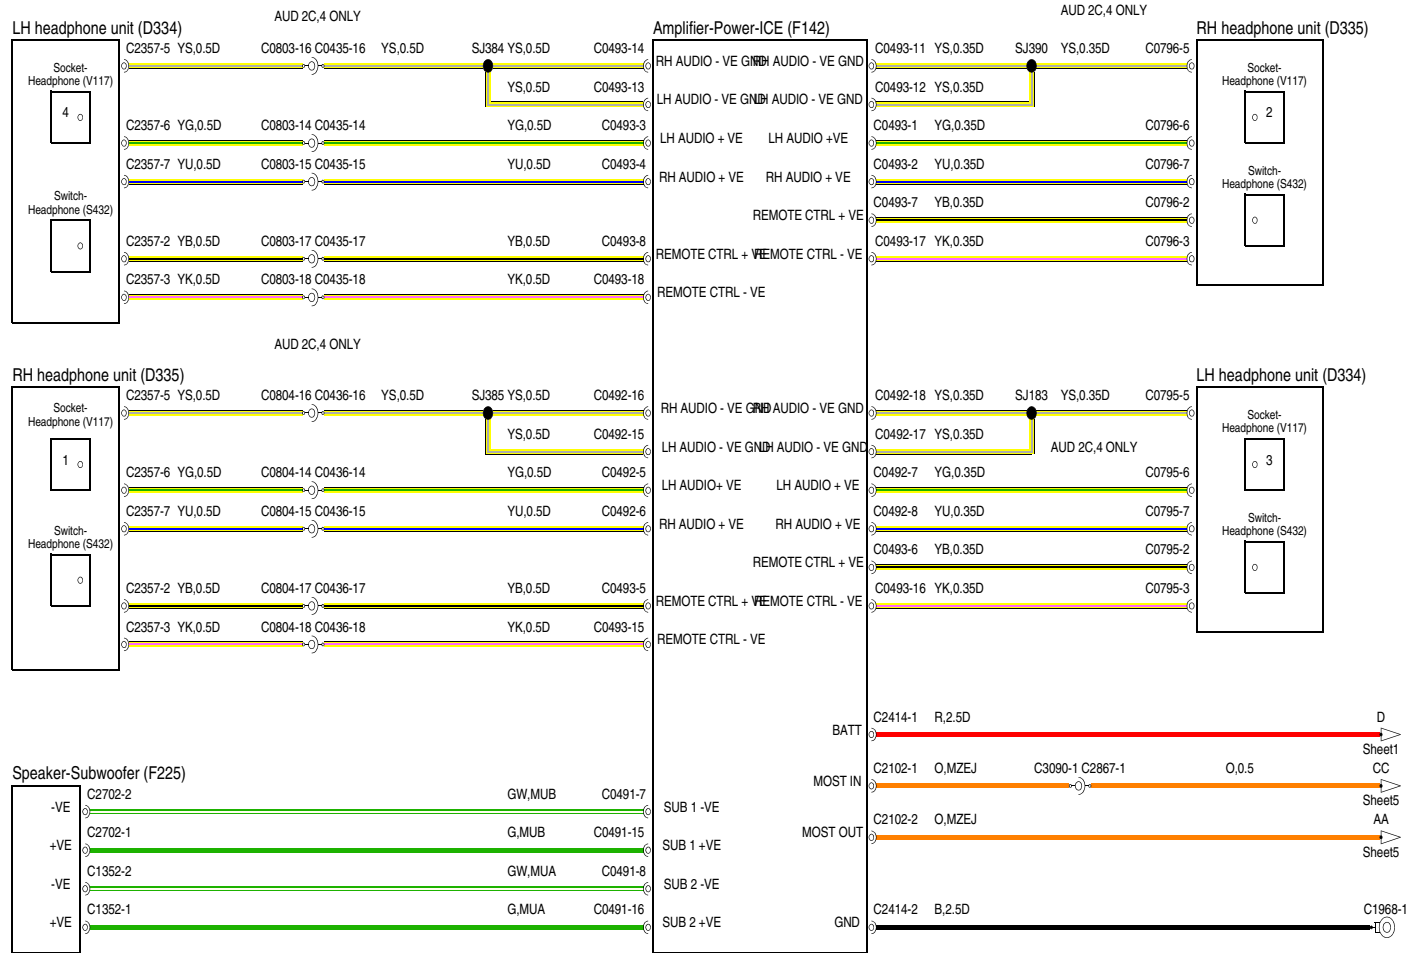 AUD 2C,4 ONLY
AUD 2C,4 ONLY
LH headphone unit (D334)
Amplifier-Power-ICE (F142)
RH headphone unit (D335)
C2357-5 YS,0.5D C0803-16 C0435-16 YS,0.5D SJ384 YS,0.5D C0493-14
RH AUDIO - VE GND
RH AUDIO - VE GND
C0493-11 YS,0.35D SJ390 YS,0.35D C0796-5
Socket-
Headphone (V117)
4
YS,0.5D C0493-13
LH AUDIO - VE GND
LH AUDIO - VE GND
C0493-12 YS,0.35D
Socket-
Headphone (V117)
2
C2357-6 YG,0.5D C0803-14 C0435-14 YG,0.5D C0493-3
LH AUDIO + VE
LH AUDIO +VE
C0493-1 YG,0.35D C0796-6
C2357-7 YU,0.5D C0803-15 C0435-15 YU,0.5D C0493-4
RH AUDIO + VE
RH AUDIO + VE
C0493-2 YU,0.35D C0796-7
Switch-
Headphone (S432)
REMOTE CTRL + VE
C0493-7 YB,0.35D C0796-2
Switch-
Headphone (S432)
C2357-2 YB,0.5D C0803-17 C0435-17 YB,0.5D C0493-8
REMOTE CTRL + VE
REMOTE CTRL - VE
C0493-17 YK,0.35D C0796-3
C2357-3 YK,0.5D C0803-18 C0435-18 YK,0.5D C0493-18
REMOTE CTRL - VE
AUD 2C,4 ONLY
RH headphone unit (D335)
LH headphone unit (D334)
C2357-5 YS,0.5D C0804-16 C0436-16 YS,0.5D SJ385 YS,0.5D C0492-16
RH AUDIO - VE GND
RH AUDIO - VE GND
C0492-18 YS,0.35D SJ183 YS,0.35D C0795-5
Socket-
Headphone (V117)
1
YS,0.5D C0492-15
LH AUDIO - VE GND
LH AUDIO - VE GND
C0492-17 YS,0.35D
AUD 2C,4 ONLY
Socket-
Headphone (V117)
3
C2357-6 YG,0.5D C0804-14 C0436-14 YG,0.5D C0492-5
LH AUDIO+ VE
LH AUDIO + VE
C0492-7 YG,0.35D C0795-6
C2357-7 YU,0.5D C0804-15 C0436-15 YU,0.5D C0492-6
RH AUDIO + VE
RH AUDIO + VE
C0492-8 YU,0.35D C0795-7
Switch-
Headphone (S432)
REMOTE CTRL + VE
C0493-6 YB,0.35D C0795-2
Switch-
Headphone (S432)
C2357-2 YB,0.5D C0804-17 C0436-17 YB,0.5D C0493-5
REMOTE CTRL + VE
REMOTE CTRL - VE
C0493-16 YK,0.35D C0795-3
C2357-3 YK,0.5D C0804-18 C0436-18 YK,0.5D C0493-15
REMOTE CTRL - VE
BATT
C2414-1 R,2.5D D
Sheet1
MOST IN
C2102-1 O,MZEJ C3090-1 C2867-1 O,0.5 CC
Sheet5
MOST OUT
C2102-2 O,MZEJ AA
Sheet5
Speaker-Subwoofer (F225)
-VE
C2702-2 GW,MUB C0491-7
SUB 1 -VE
+VE
C2702-1 G,MUB C0491-15
SUB 1 +VE
-VE
C1352-2 GW,MUA C0491-8
SUB 2 -VE
+VE
C1352-1 G,MUA C0491-16
SUB 2 +VE
GND
C2414-2 B,2.5D C1968-1